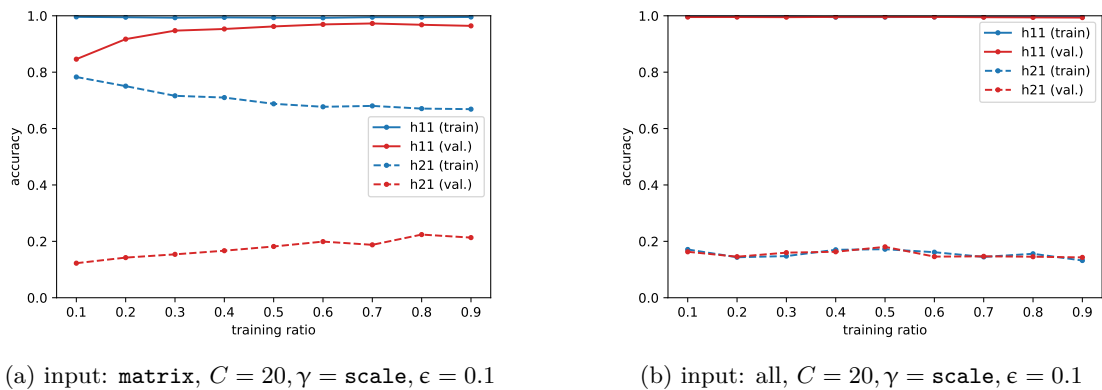 1.0
0.8
0.6
0.4
0.2
0.0
accuracy
h11 (train)
h11 (val.)
h21 (train)
h21 (val.)
0.1 0.2 0.3 0.4 0.5 0.6 0.7 0.8 0.9
training ratio
(a) input: matrix, C = 20, γ = scale, ϵ = 0.1
1.0
0.8
0.6
0.4
0.2
0.0
accuracy
h11 (train)
h11 (val.)
h21 (train)
h21 (val.)
0.1 0.2 0.3 0.4 0.5 0.6 0.7 0.8 0.9
training ratio
(b) input: all, C = 20, γ = scale, ϵ = 0.1